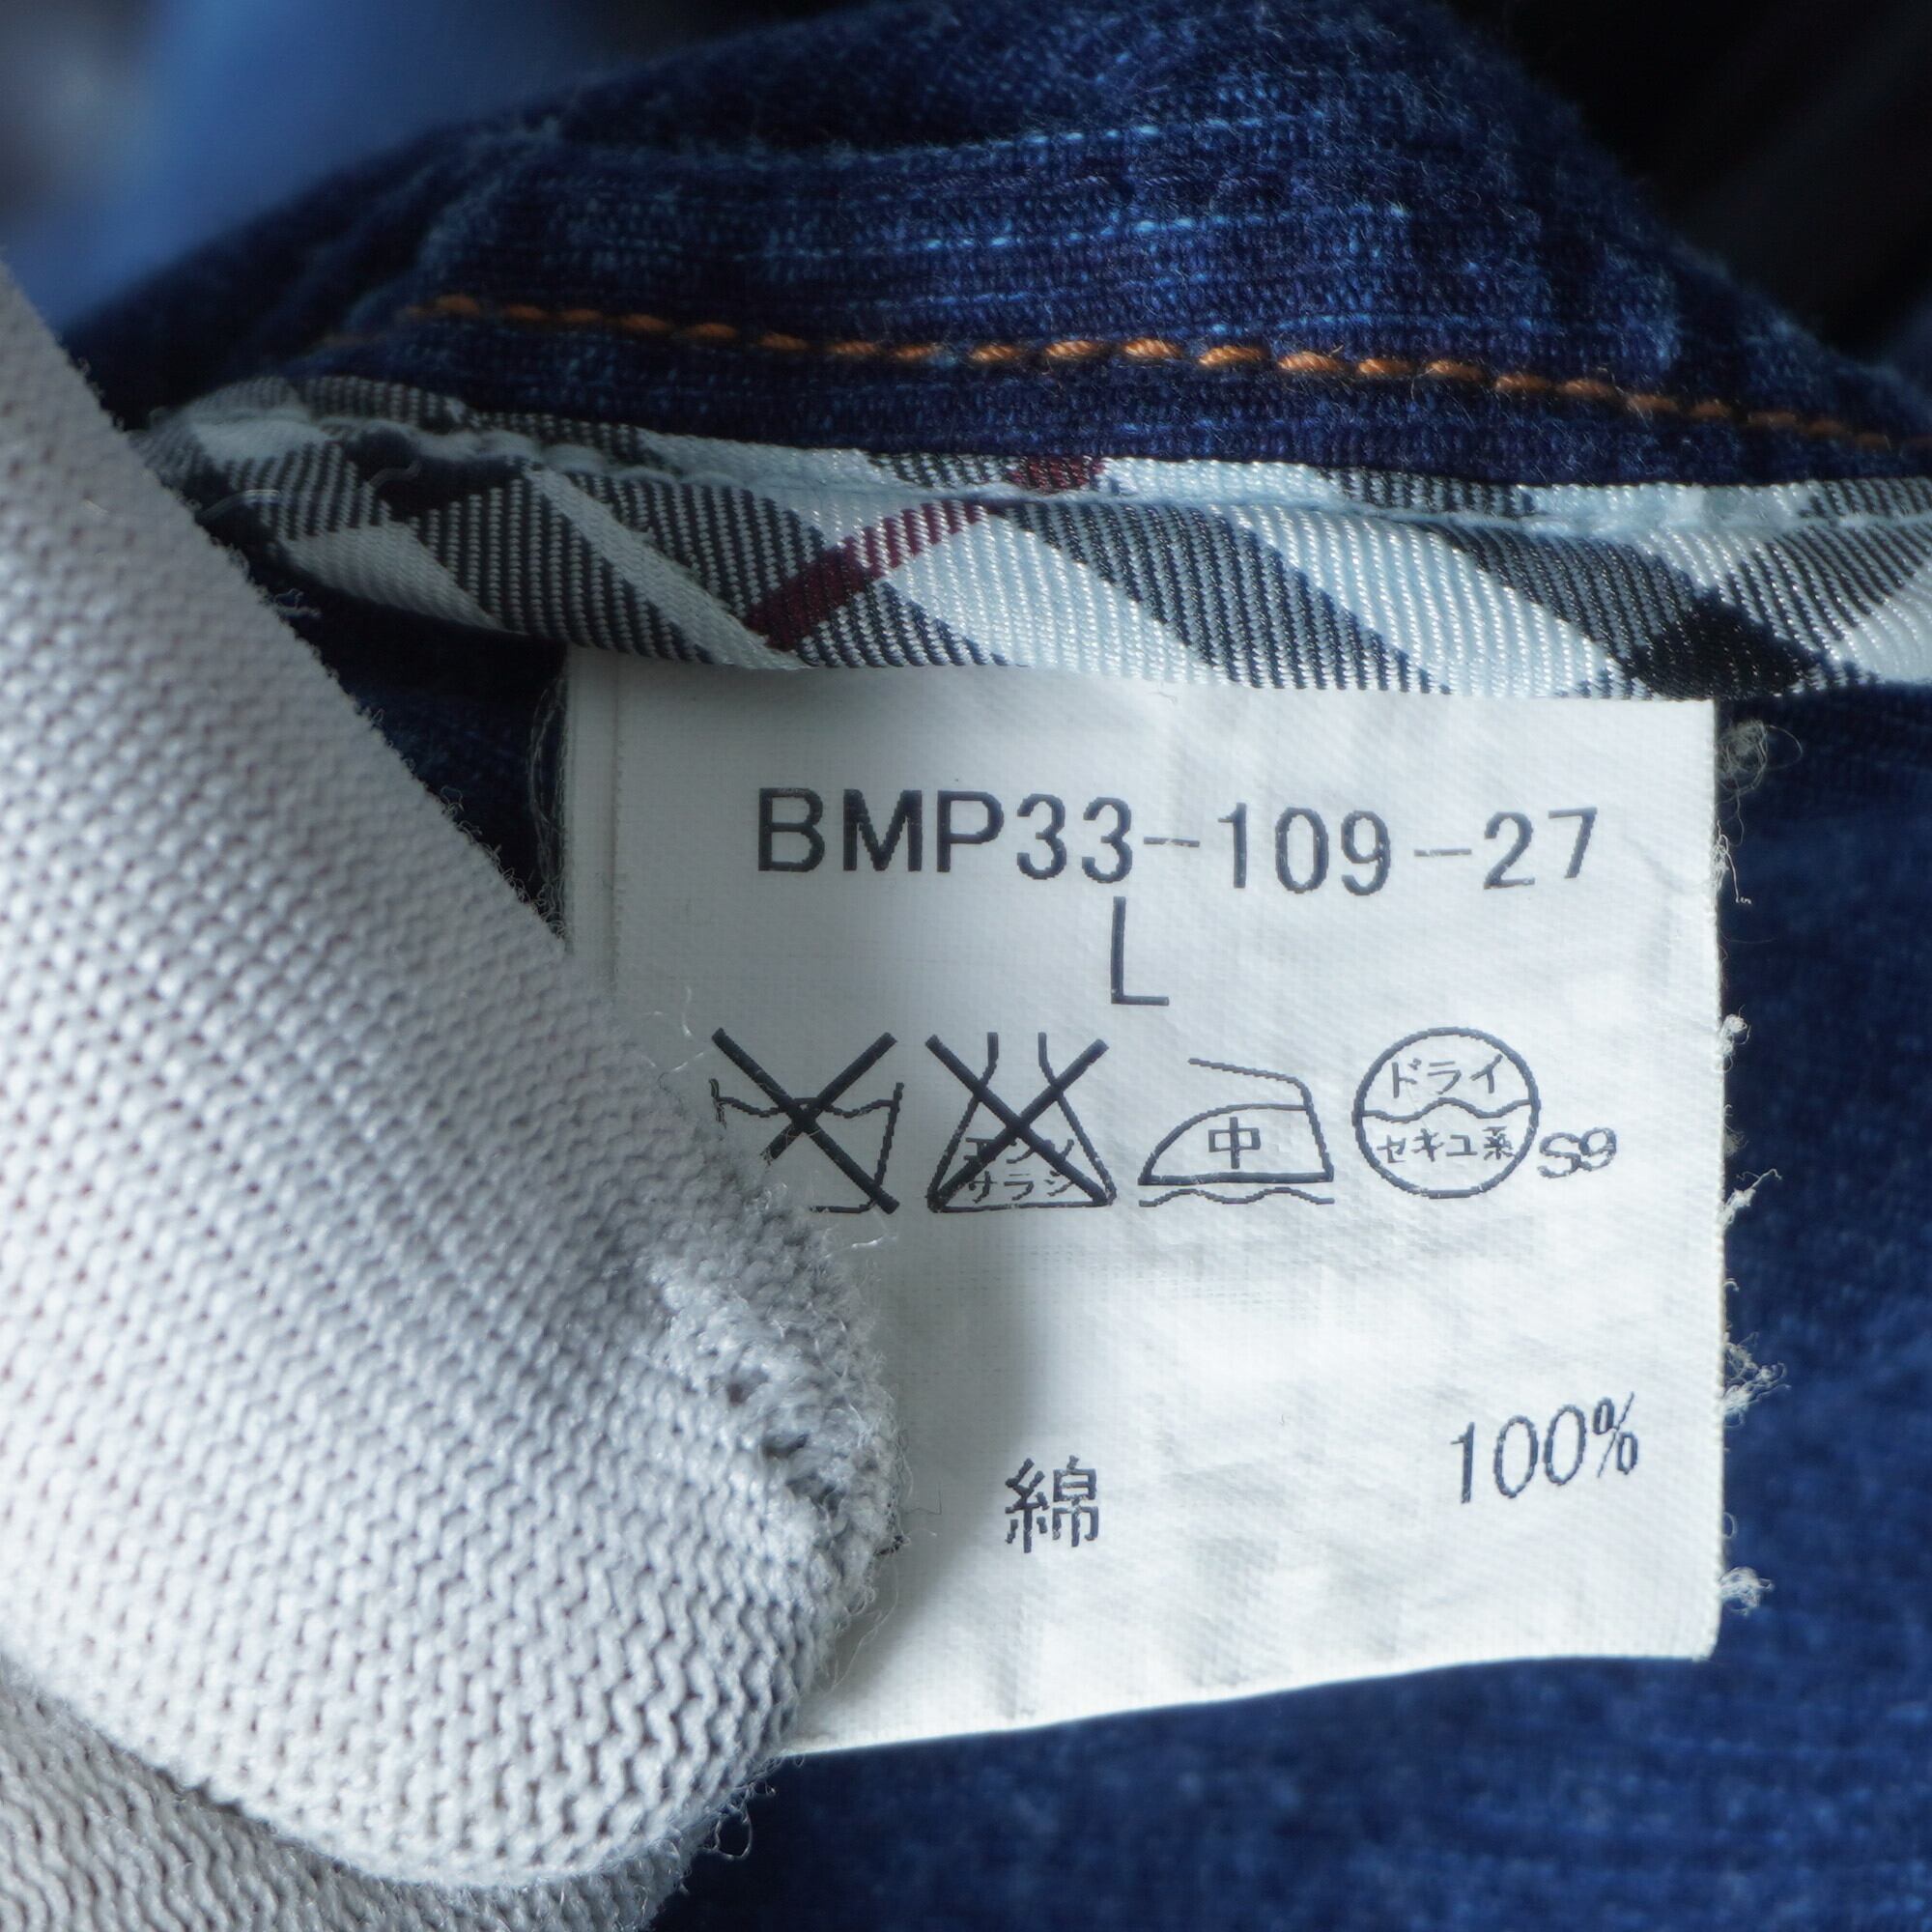 BMP33-109-27
L
エンソ
サラシ
中
ドライ
セキユ系
S9
綿 100%